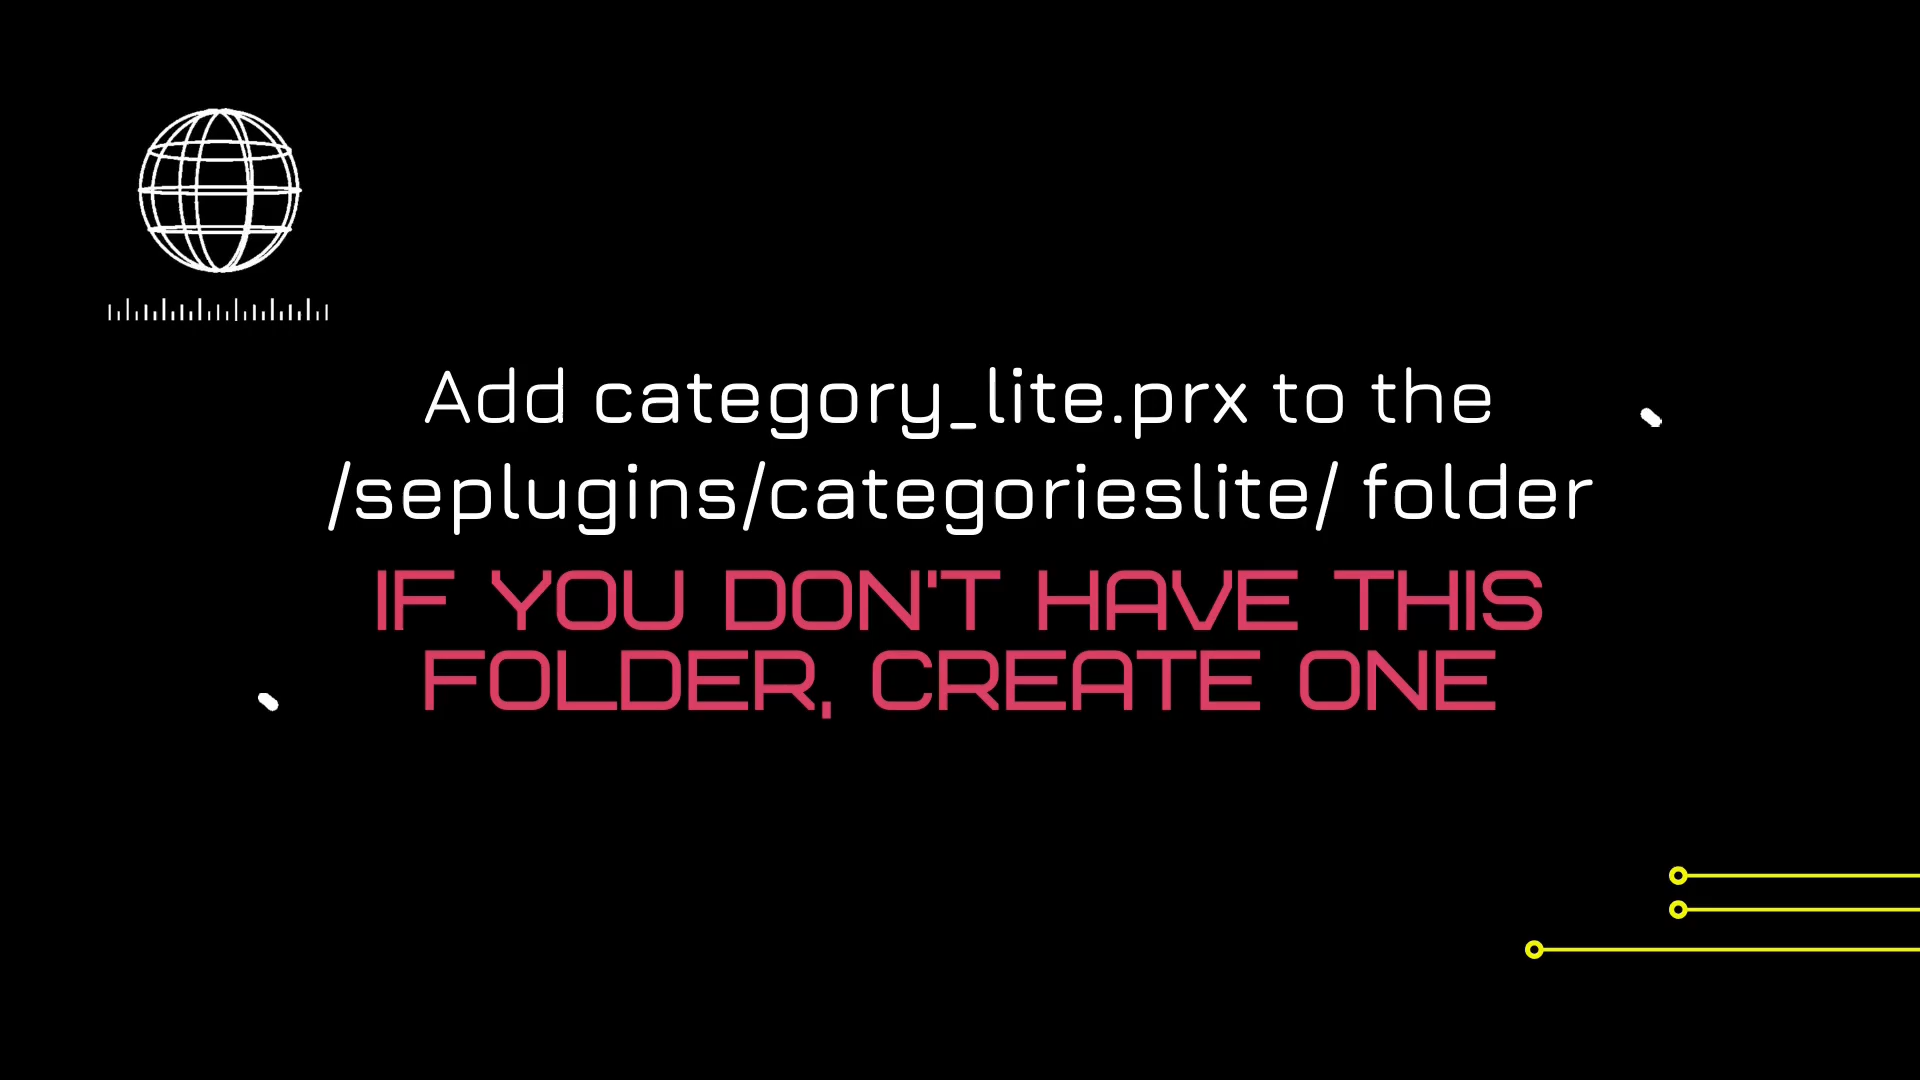 Add category_lite.prx to the
/seplugins/categorieslite/ folder
IF YOU DON'T HAVE THIS
FOLDER, CREATE ONE